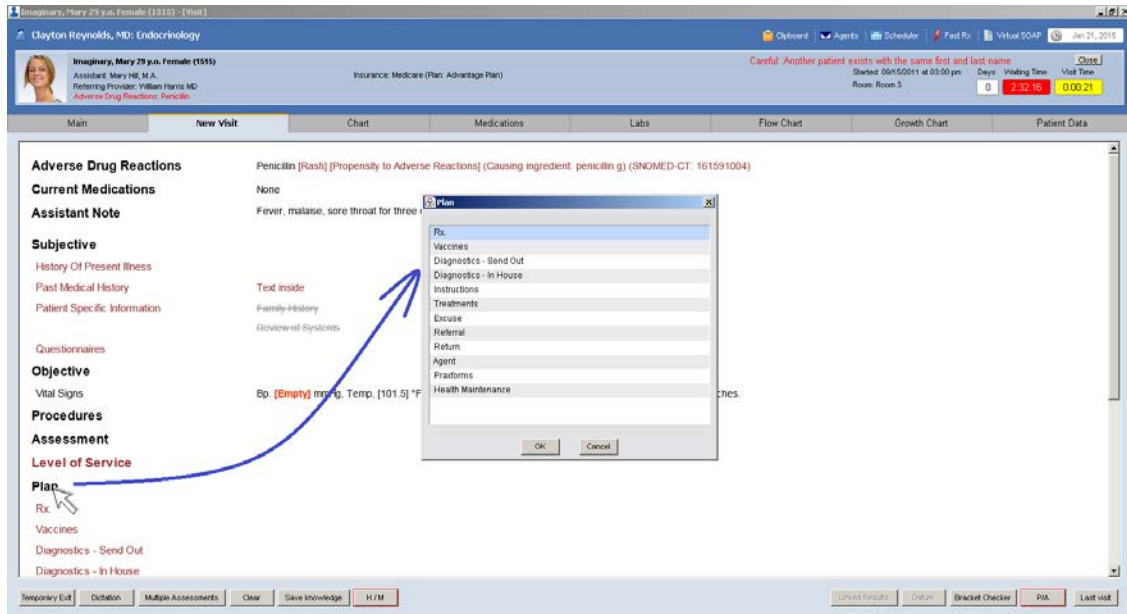 Imaginary, Mary 29 y.o. Female (1515) - [Visit]
Clayton Reynolds, MD: Endocrinology
Clipboard Agents Scheduler Fast Rx Virtual SOAP Jan 21, 2015
Imaginary, Mary 29 y.o. Female (1515)
Assistant: Mary Hill, M.A.
Referring Provider: William Harris MD
Adverse Drug Reactions: Penicillin
Insurance: Medicare (Plan: Advantage Plan)
Careful: Another patient exists with the same first and last name
Close
Started: 09/15/2011 at 03:00 pm Days Waiting Time Visit Time
Room: Room 3 0 2:32:16 0:00:21
Main New Visit Chart Medications Labs Flow Chart Growth Chart Patient Data
Adverse Drug Reactions Penicillin [Rash] [Propensity to Adverse Reactions] (Causing ingredient: penicillin g) (SNOMED-CT: 161591004)
Current Medications None
Assistant Note Fever, malaise, sore throat for three
Subjective
History Of Present Illness
Past Medical History Text inside
Patient Specific Information Family History
Review of Systems
Questionnaires
Objective
Vital Signs Bp. [Empty] mmHg, Temp, [101.5] °F ches.
Procedures
Assessment
Level of Service
Plan
Rx.
Vaccines
Diagnostics - Send Out
Diagnostics - In House
Plan
Rx.
Vaccines
Diagnostics - Send Out
Diagnostics - In House
Instructions
Treatments
Excuse
Referral
Return
Agent
Praxforms
Health Maintenance
OK Cancel
Temporary Exit Dictation Multiple Assessments Clear Save knowledge H / M Linked Results Datum Bracket Checker P/A Last visit